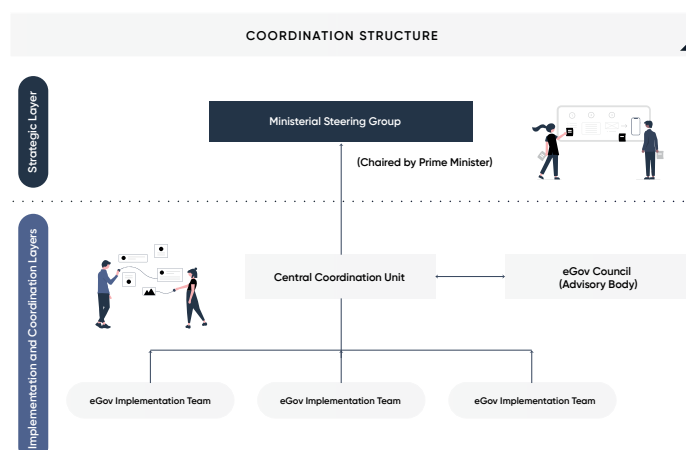 COORDINATION STRUCTURE
Strategic Layer
Ministerial Steering Group
(Chaired by Prime Minister)
Implementation and Coordination Layers
Central Coordination Unit
eGov Council
(Advisory Body)
eGov Implementation Team
eGov Implementation Team
eGov Implementation Team